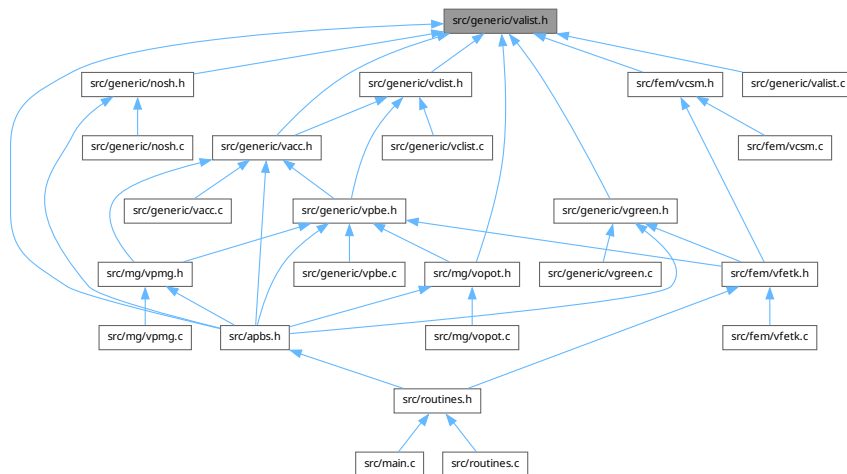 src/generic/valist.h
src/generic/nosh.h
src/generic/vclist.h
src/fem/vcsm.h
src/generic/valist.c
src/generic/nosh.c
src/generic/vacc.h
src/generic/vclist.c
src/fem/vcsm.c
src/generic/vacc.c
src/generic/vpbe.h
src/generic/vgreen.h
src/mg/vpmg.h
src/generic/vpbe.c
src/mg/vopot.h
src/generic/vgreen.c
src/fem/vfetk.h
src/mg/vpmg.c
src/apbs.h
src/mg/vopot.c
src/fem/vfetk.c
src/routines.h
src/main.c
src/routines.c